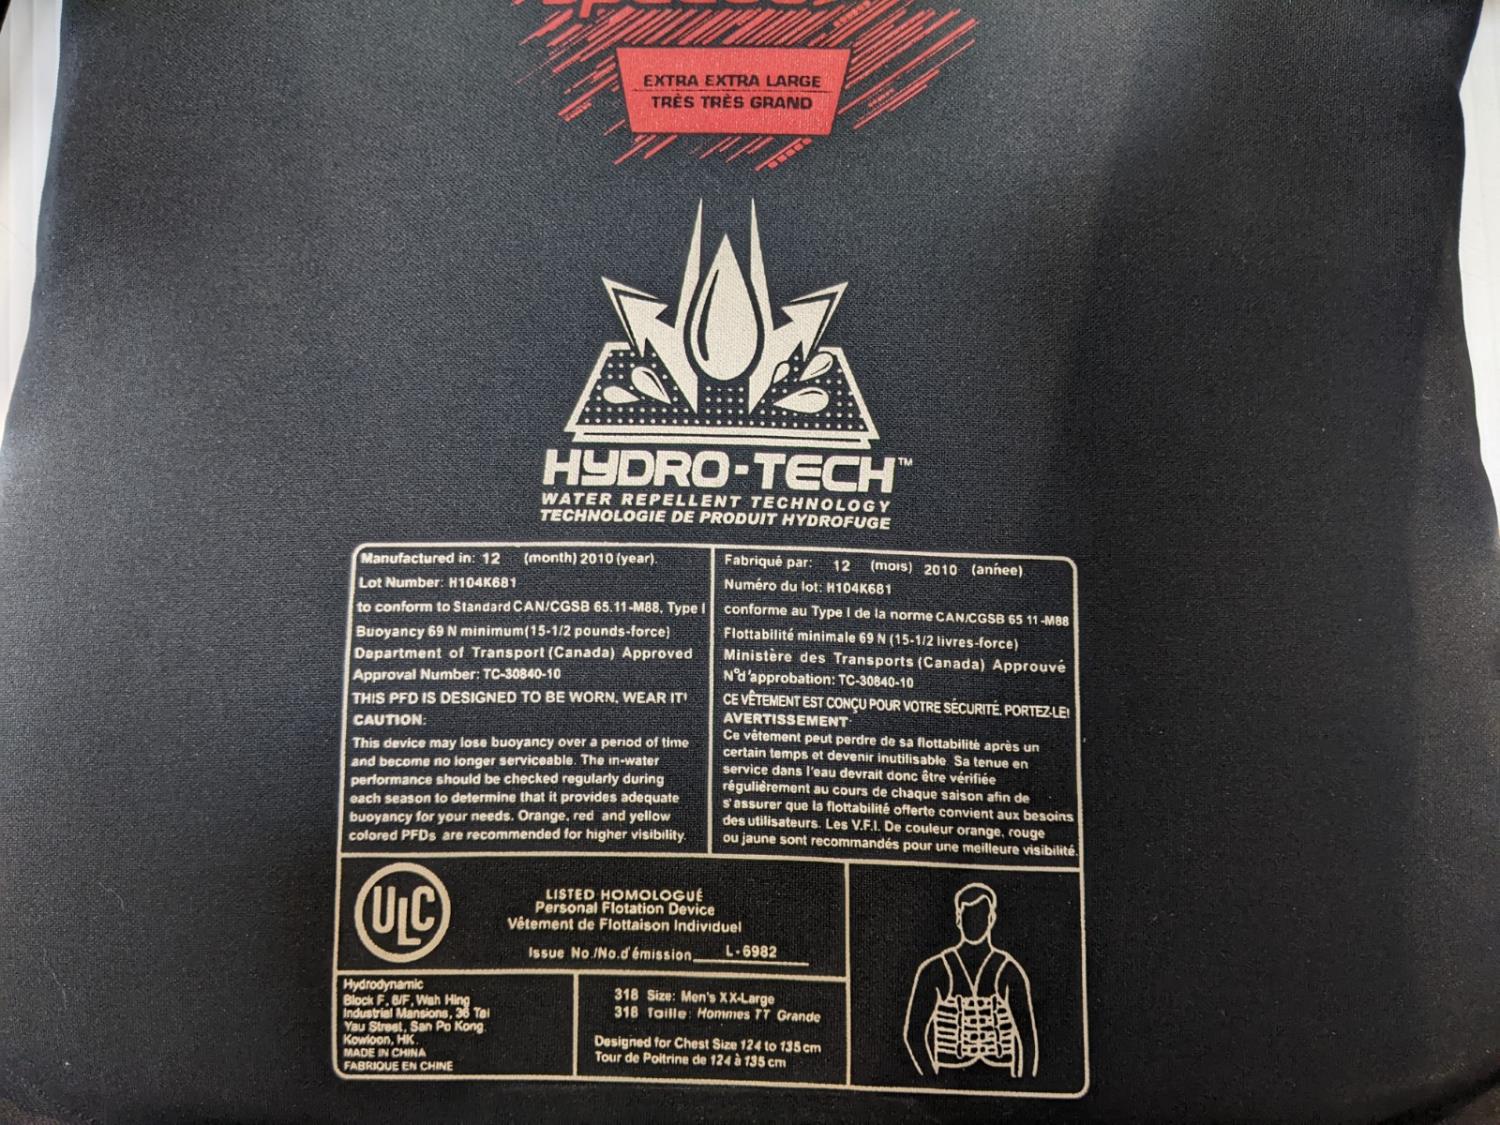 EXTRA EXTRA LARGE
TRÈS TRÈS GRAND
HYDRO-TECH™
WATER REPELLENT TECHNOLOGY
TECHNOLOGIE DE PRODUIT HYDROFUGE
Manufactured in: 12 (month) 2010 (year).
Lot Number: H104K681
to conform to Standard CAN/CGSB 65.11-M88, Type I
Buoyancy 69 N minimum(15-1/2 pounds-force)
Department of Transport (Canada) Approved
Approval Number: TC-30840-10
THIS PFD IS DESIGNED TO BE WORN, WEAR IT!
CAUTION:
This device may lose buoyancy over a period of time
and become no longer serviceable. The in-water
performance should be checked regularly during
each season to determine that it provides adequate
buoyancy for your needs. Orange, red and yellow
colored PFDs are recommended for higher visibility.
Fabriqué par: 12 (mois) 2010 (année)
Numéro du lot: H104K681
conforme au Type I de la norme CAN/CGSB 65 11-M88
Flottabilité minimale 69 N (15-1/2 livres-force)
Ministère des Transports (Canada) Approuvé
N°d'approbation: TC-30840-10
CE VÊTEMENT EST CONÇU POUR VOTRE SÉCURITÉ. PORTEZ-LE!
AVERTISSEMENT
Ce vêtement peut perdre de sa flottabilité après un
certain temps et devenir inutilisable Sa tenue en
service dans l'eau devrait donc être vérifiée
régulièrement au cours de chaque saison afin de
s'assurer que la flottabilité offerte convient aux besoins
des utilisateurs. Les V.F.I. De couleur orange, rouge
ou jaune sont recommandés pour une meilleure visibilité.
ULC
LISTED HOMOLOGUÉ
Personal Flotation Device
Vêtement de Flottaison Individuel
Issue No./No.d'émission L-6982
Hydrodynamic
Block F, 6/F, Wah Hing
Industrial Mansions, 36 Tai
Yau Street, San Po Kong
Kowloon, HK.
MADE IN CHINA
FABRIQUE EN CHINE
318 Size: Men's XX-Large
318 Taille: Hommes TT Grande
Designed for Chest Size 124 to 135 cm
Tour de Poitrine de 124 à 135 cm